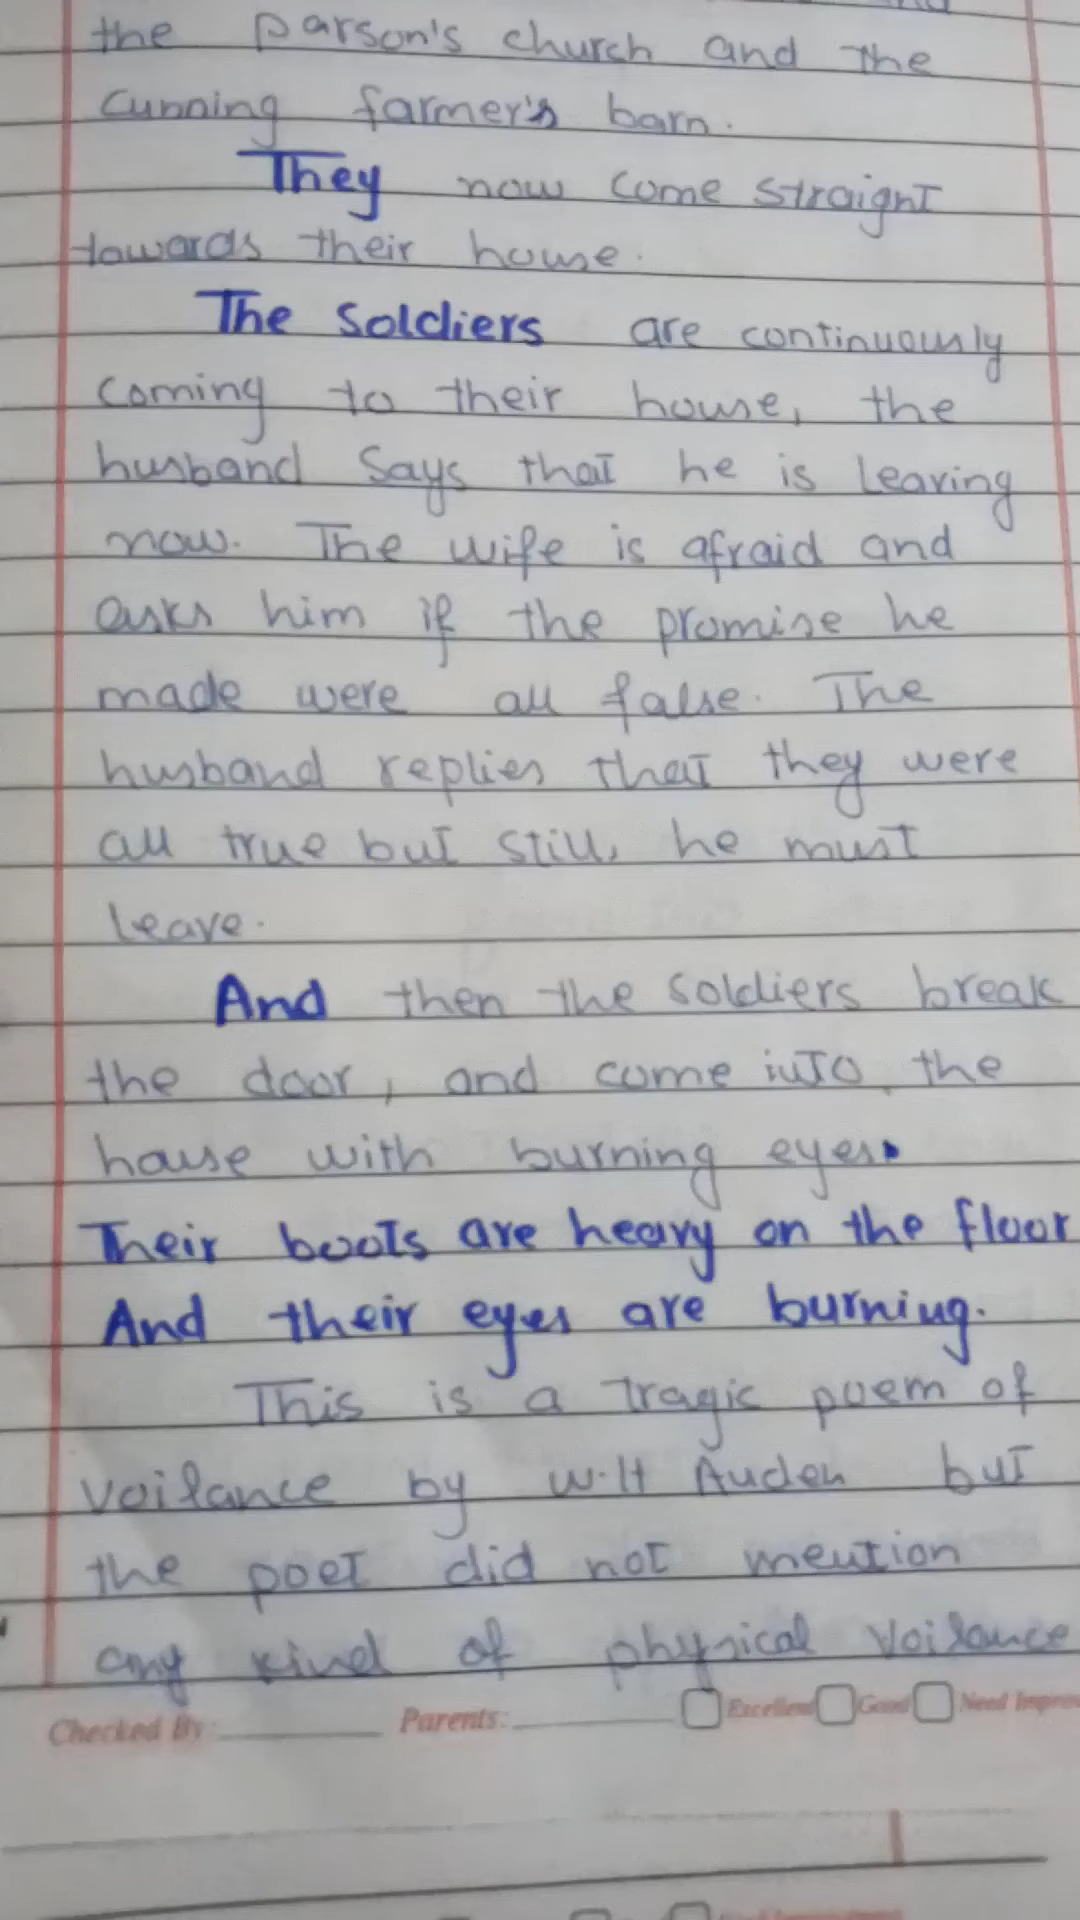 the parson's church and the
cunning farmer's barn.
They now come straight
towards their house.
The Soldiers are continuously
coming to their house, the
husband Says that he is Leaving
now. The wife is afraid and
asks him if the promise he
made were all false. The
husband replies that they were
all true but still, he must
Leave.
And then the soldiers break
the door, and come into the
house with burning eyes.
Their boots are heavy on the floor
And their eyes are burning.
This is a tragic poem of
voilance by W.H Auden but
the poet did not mention
any kind of physical voilance
Checked By: Parents: Excellent Good Need Improve